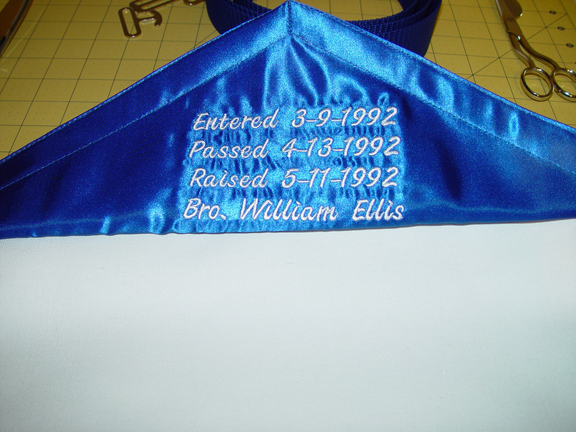 Entered 3-9-1992
Passed 4-13-1992
Raised 5-11-1992
Bro. William Ellis